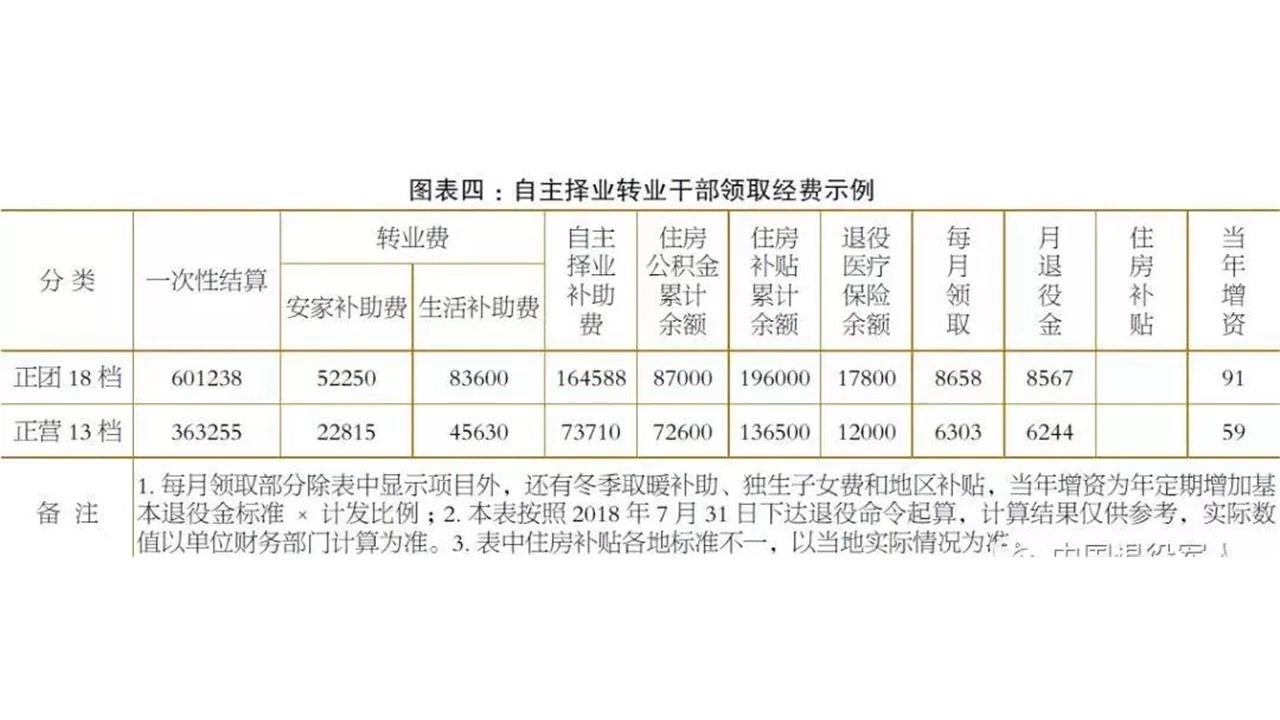 图表四：自主择业转业干部领取经费示例
分类 一次性结算 转业费 自主择业补助费 住房公积金累计余额 住房补贴累计余额 退役医疗保险余额 每月领取 月退役金 住房补贴 当年增资
安家补助费 生活补助费
正团 18 档 601238 52250 83600 164588 87000 196000 17800 8658 8567 91
正营 13 档 363255 22815 45630 73710 72600 136500 12000 6303 6244 59
备注 1. 每月领取部分除表中显示项目外，还有冬季取暖补助、独生子女费和地区补贴，当年增资为年定期增加基
本退役金标准 × 计发比例；2. 本表按照 2018 年 7 月 31 日下达退役命令起算，计算结果仅供参考，实际数
值以单位财务部门计算为准。3. 表中住房补贴各地标准不一，以当地实际情况为准
中国退役军人